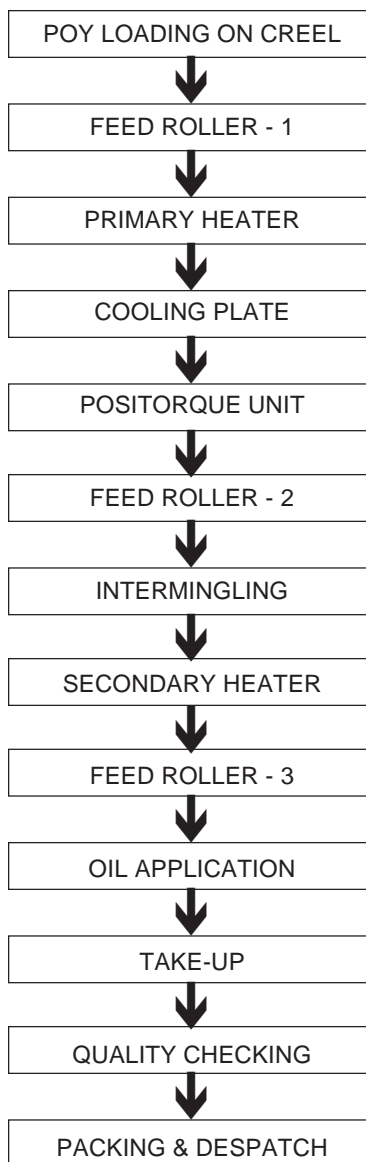 POY LOADING ON CREEL
FEED ROLLER - 1
PRIMARY HEATER
COOLING PLATE
POSITORQUE UNIT
FEED ROLLER - 2
INTERMINGLING
SECONDARY HEATER
FEED ROLLER - 3
OIL APPLICATION
TAKE-UP
QUALITY CHECKING
PACKING & DESPATCH